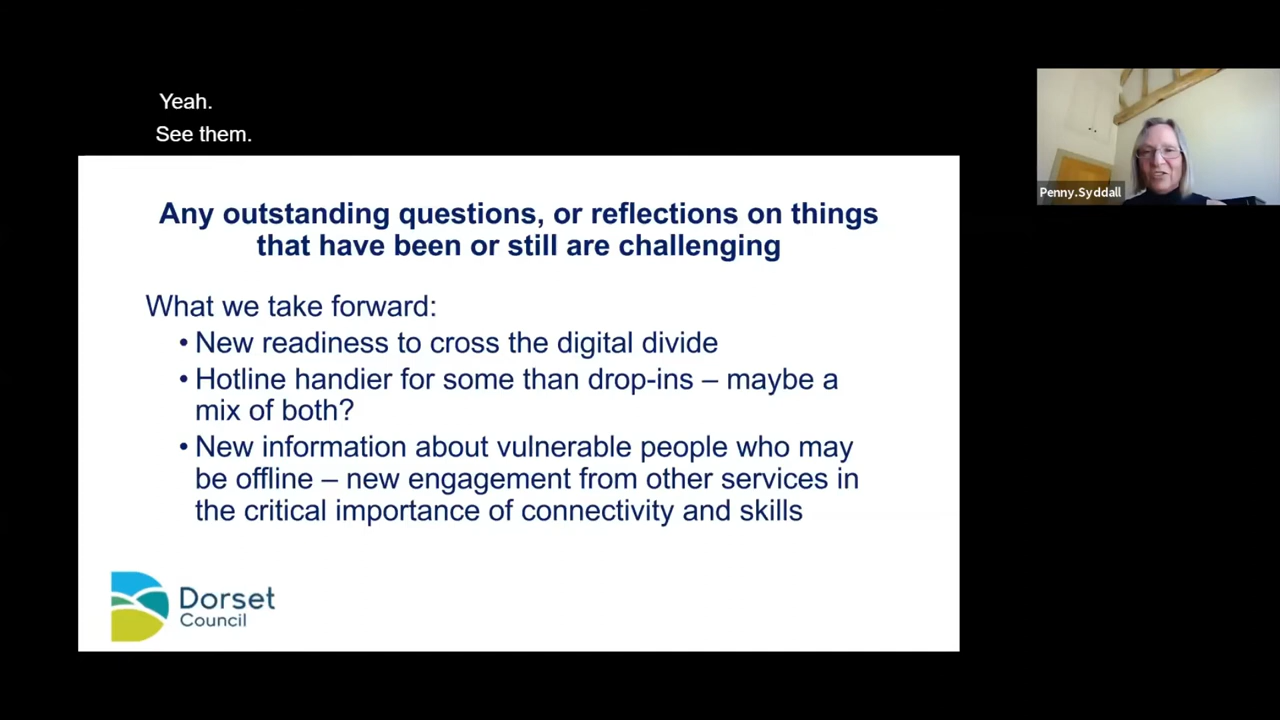 Yeah.
See them.
Penny.Syddall
Any outstanding questions, or reflections on things
that have been or still are challenging
What we take forward:
• New readiness to cross the digital divide
• Hotline handier for some than drop-ins – maybe a
mix of both?
• New information about vulnerable people who may
be offline – new engagement from other services in
the critical importance of connectivity and skills
Dorset
Council